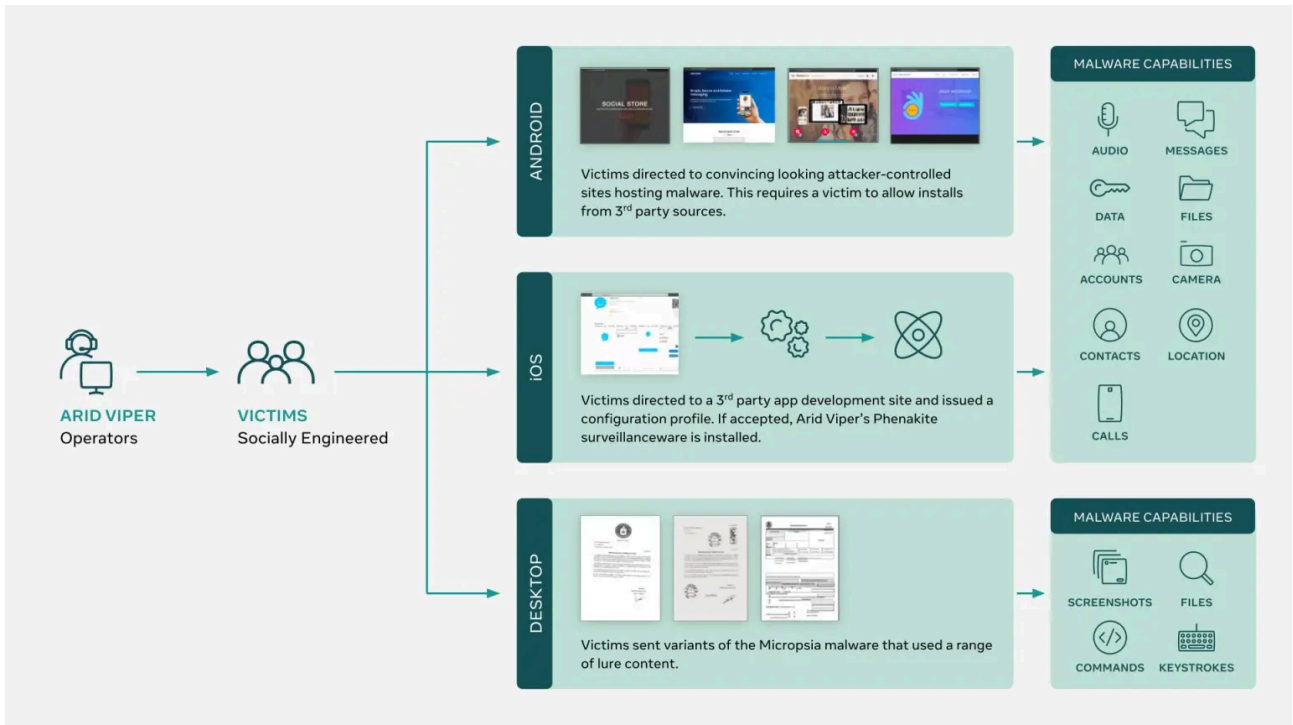 ARID VIPER
Operators
VICTIMS
Socially Engineered
ANDROID
SOCIAL STORE
Victims directed to convincing looking attacker-controlled
sites hosting malware. This requires a victim to allow installs
from 3rd party sources.
iOS
Victims directed to a 3rd party app development site and issued a
configuration profile. If accepted, Arid Viper’s Phenakite
surveillanceware is installed.
DESKTOP
Victims sent variants of the Micropsia malware that used a range
of lure content.
MALWARE CAPABILITIES
AUDIO MESSAGES
DATA FILES
ACCOUNTS CAMERA
CONTACTS LOCATION
CALLS
MALWARE CAPABILITIES
SCREENSHOTS FILES
COMMANDS KEYSTROKES